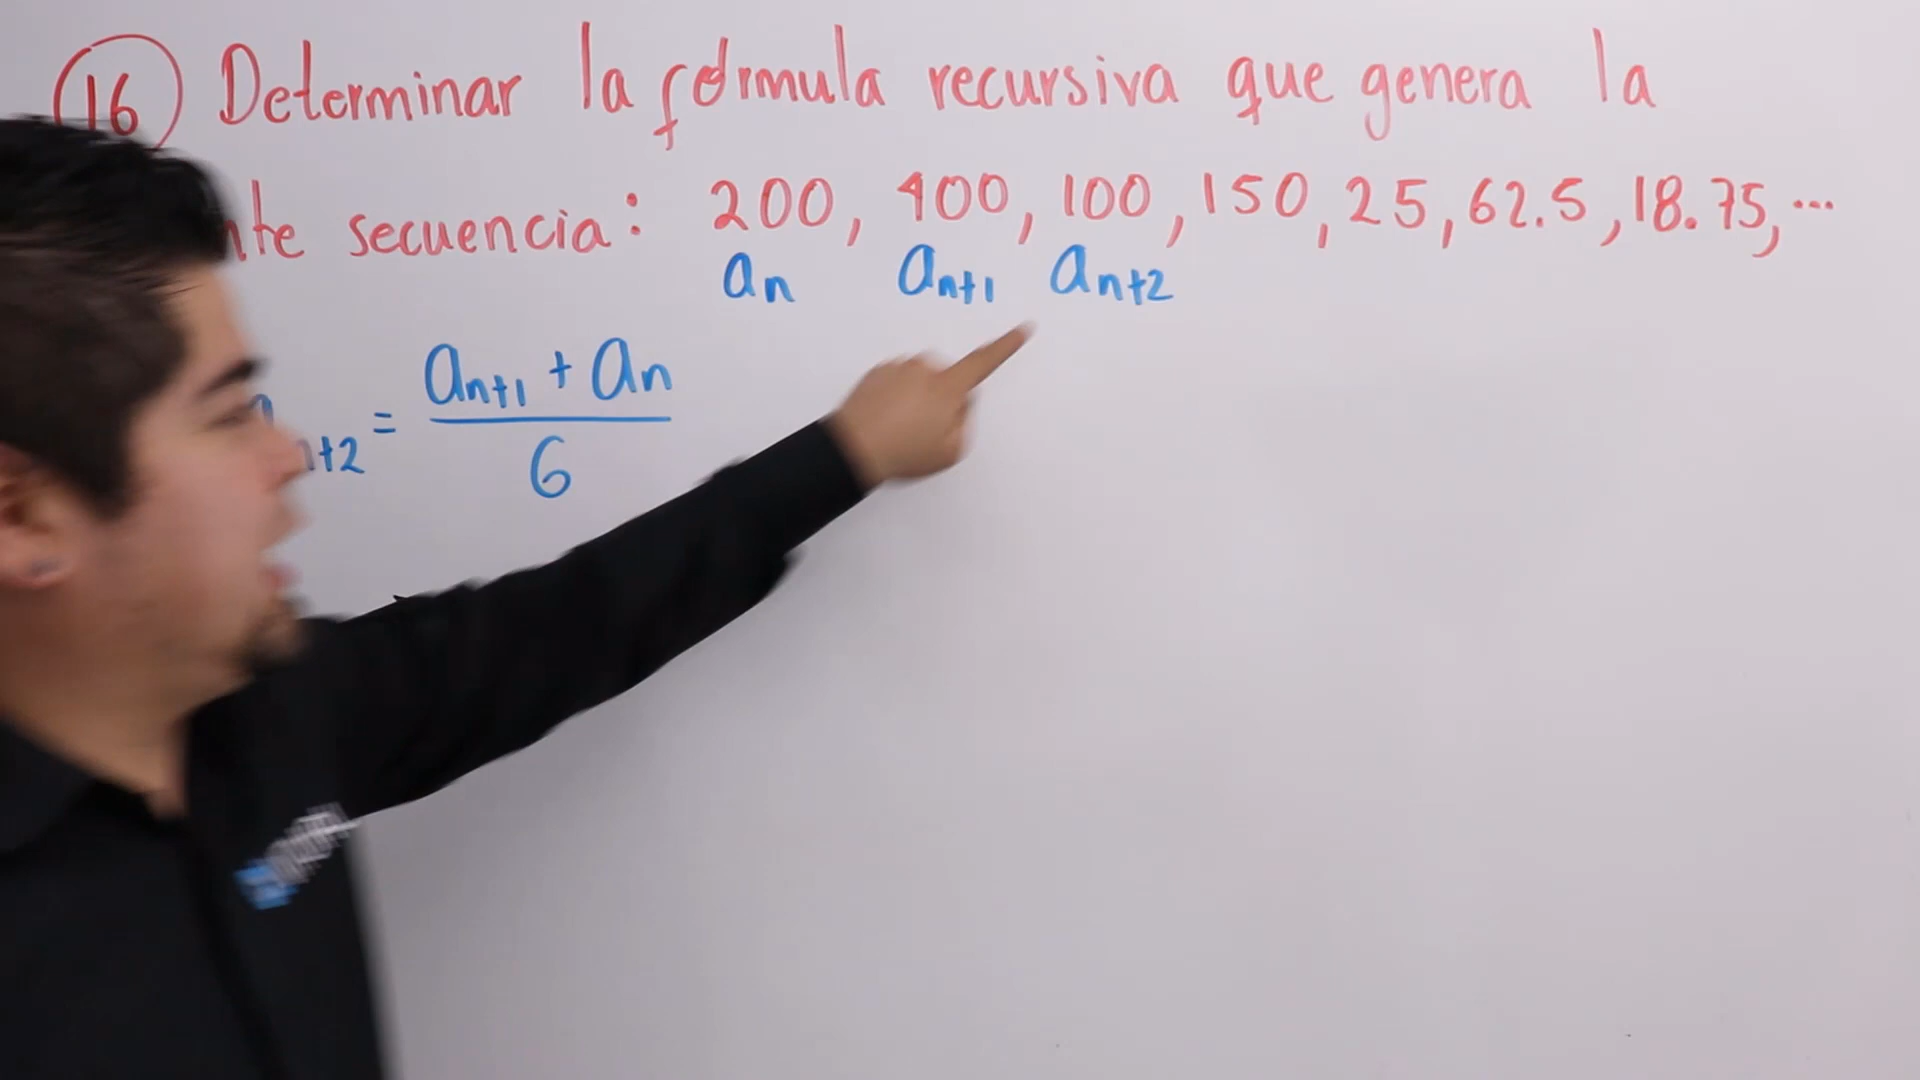 16 Determinar la fórmula recursiva que genera la
nte secuencia: 200, 400, 100, 150, 25, 62.5, 18.75, ...
an an+1 an+2
n+2 = an+1 + an
6